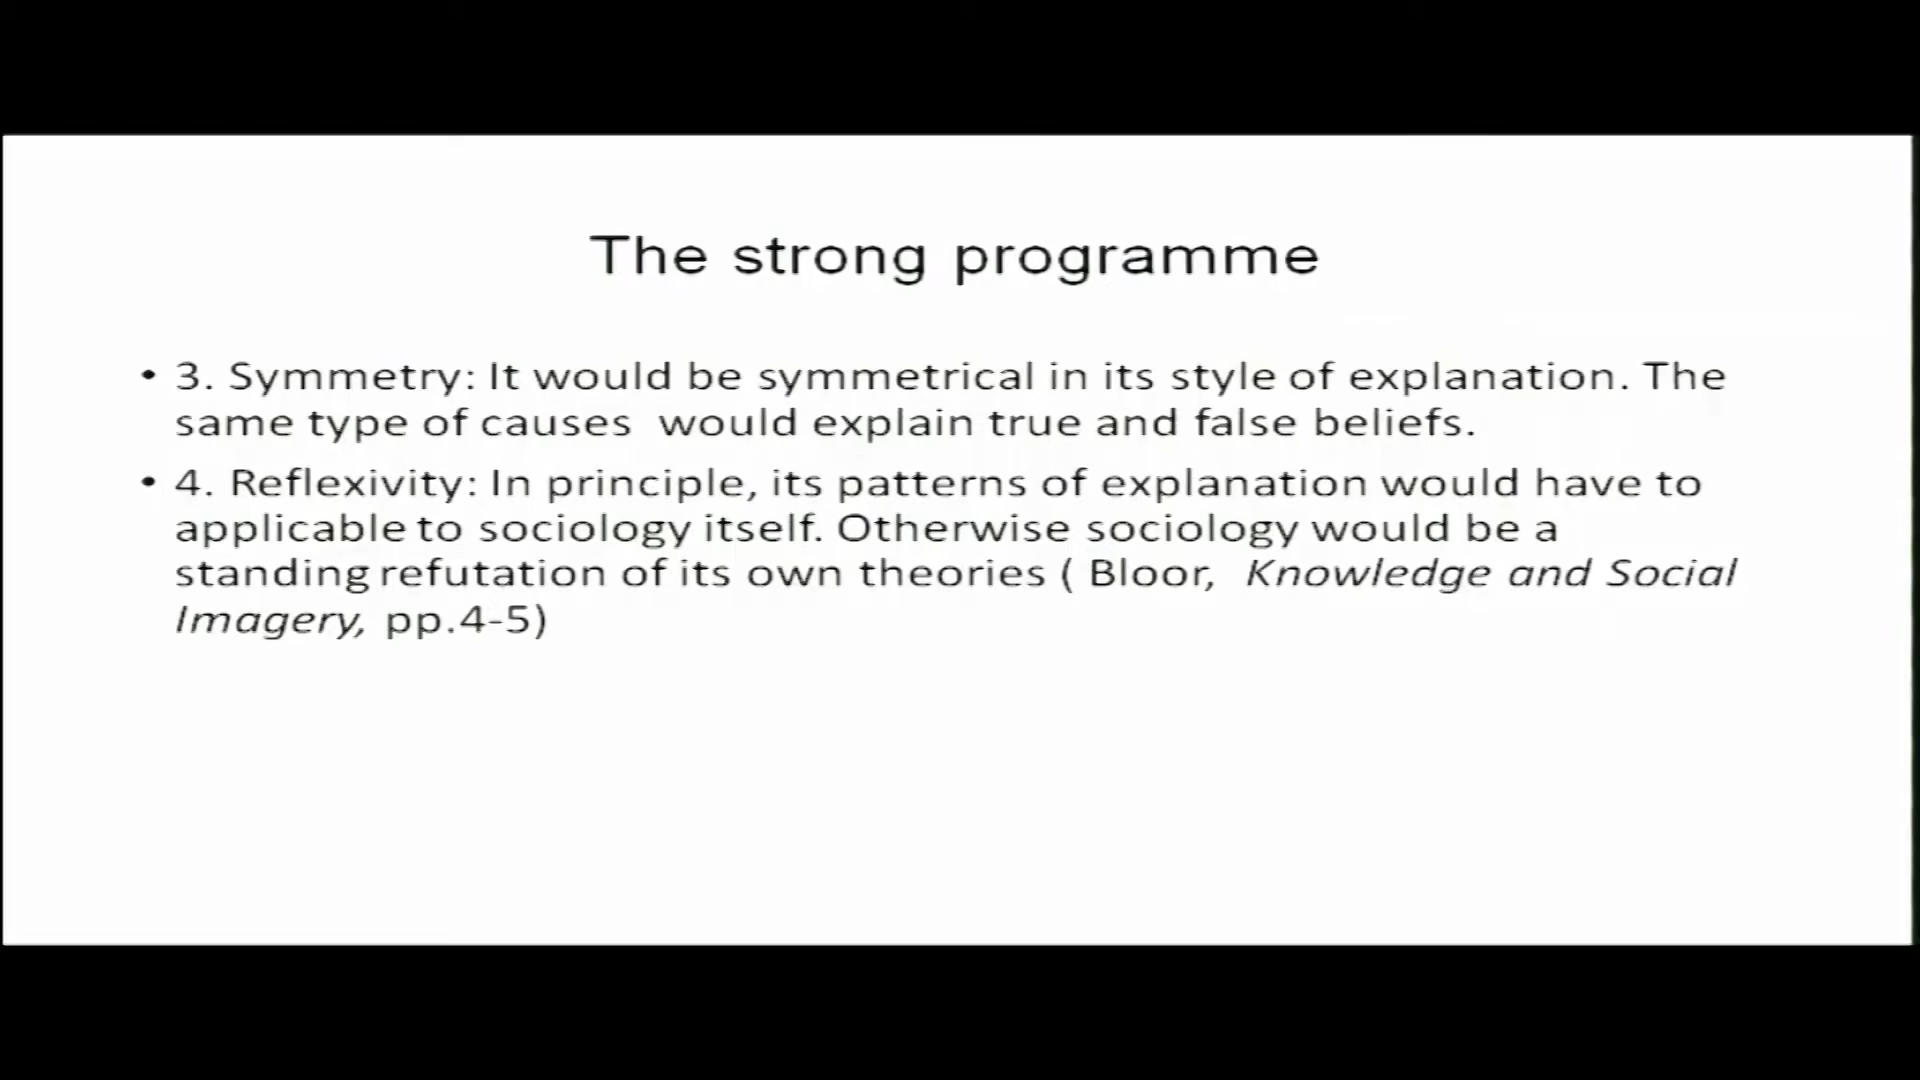 The strong programme
• 3. Symmetry: It would be symmetrical in its style of explanation. The
same type of causes would explain true and false beliefs.
• 4. Reflexivity: In principle, its patterns of explanation would have to
applicable to sociology itself. Otherwise sociology would be a
standing refutation of its own theories ( Bloor, Knowledge and Social
Imagery, pp.4-5)